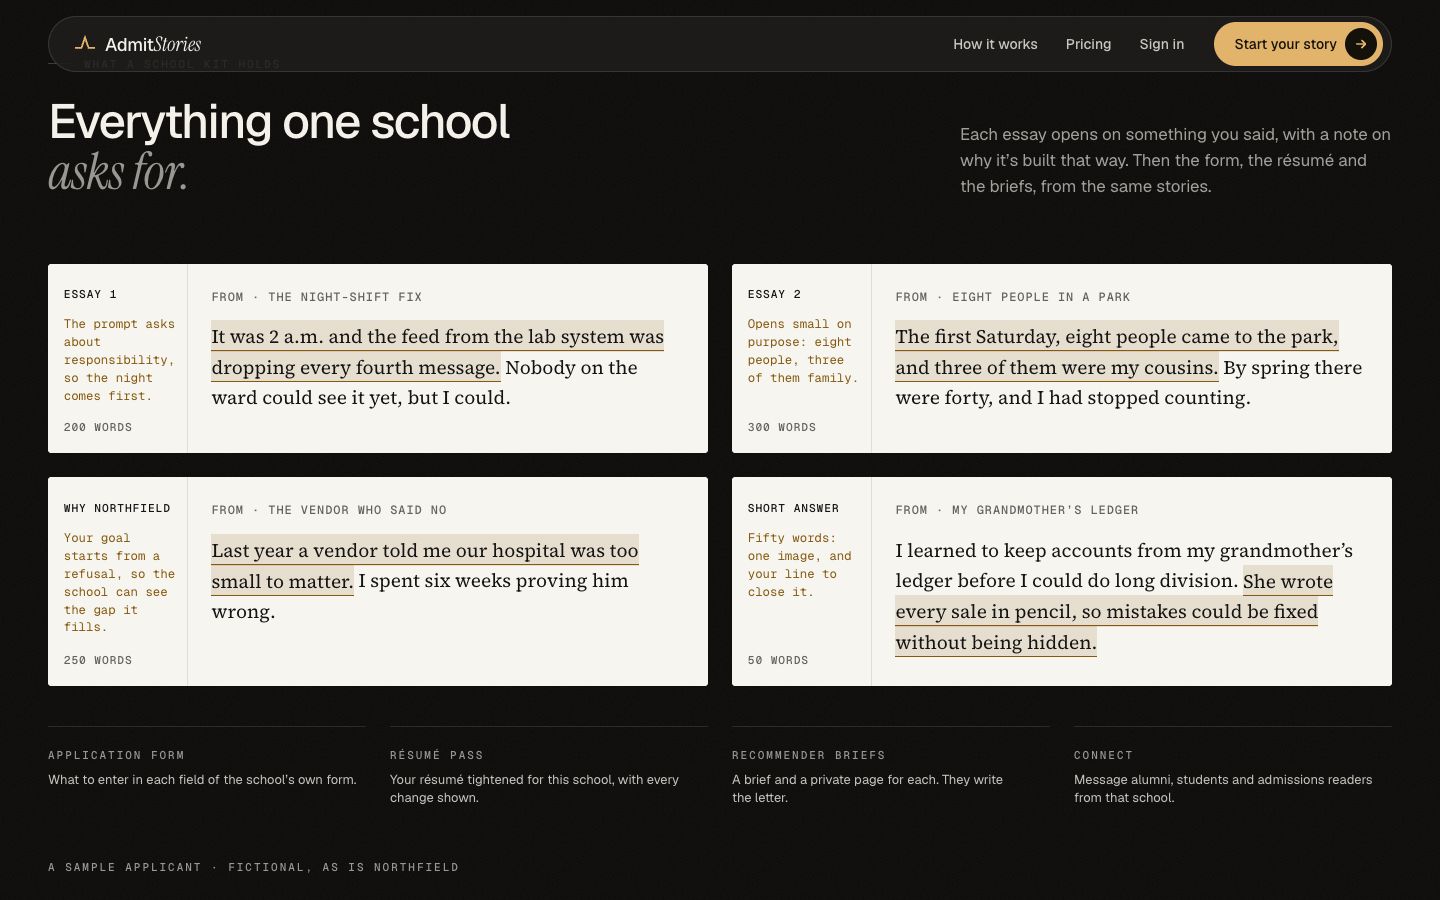 AdmitStories
How it works
Pricing
Sign in
Start your story
WHAT A SCHOOL KIT HOLDS
Everything one school
asks for.
Each essay opens on something you said, with a note on
why it’s built that way. Then the form, the résumé and
the briefs, from the same stories.
ESSAY 1
The prompt asks
about
responsibility,
so the night
comes first.
200 WORDS
FROM · THE NIGHT-SHIFT FIX
It was 2 a.m. and the feed from the lab system was
dropping every fourth message. Nobody on the
ward could see it yet, but I could.
ESSAY 2
Opens small on
purpose: eight
people, three
of them family.
300 WORDS
FROM · EIGHT PEOPLE IN A PARK
The first Saturday, eight people came to the park,
and three of them were my cousins. By spring there
were forty, and I had stopped counting.
WHY NORTHFIELD
Your goal
starts from a
refusal, so the
school can see
the gap it
fills.
250 WORDS
FROM · THE VENDOR WHO SAID NO
Last year a vendor told me our hospital was too
small to matter. I spent six weeks proving him
wrong.
SHORT ANSWER
Fifty words:
one image, and
your line to
close it.
50 WORDS
FROM · MY GRANDMOTHER’S LEDGER
I learned to keep accounts from my grandmother’s
ledger before I could do long division. She wrote
every sale in pencil, so mistakes could be fixed
without being hidden.
APPLICATION FORM
What to enter in each field of the school’s own form.
RÉSUMÉ PASS
Your résumé tightened for this school, with every
change shown.
RECOMMENDER BRIEFS
A brief and a private page for each. They write
the letter.
CONNECT
Message alumni, students and admissions readers
from that school.
A SAMPLE APPLICANT · FICTIONAL, AS IS NORTHFIELD